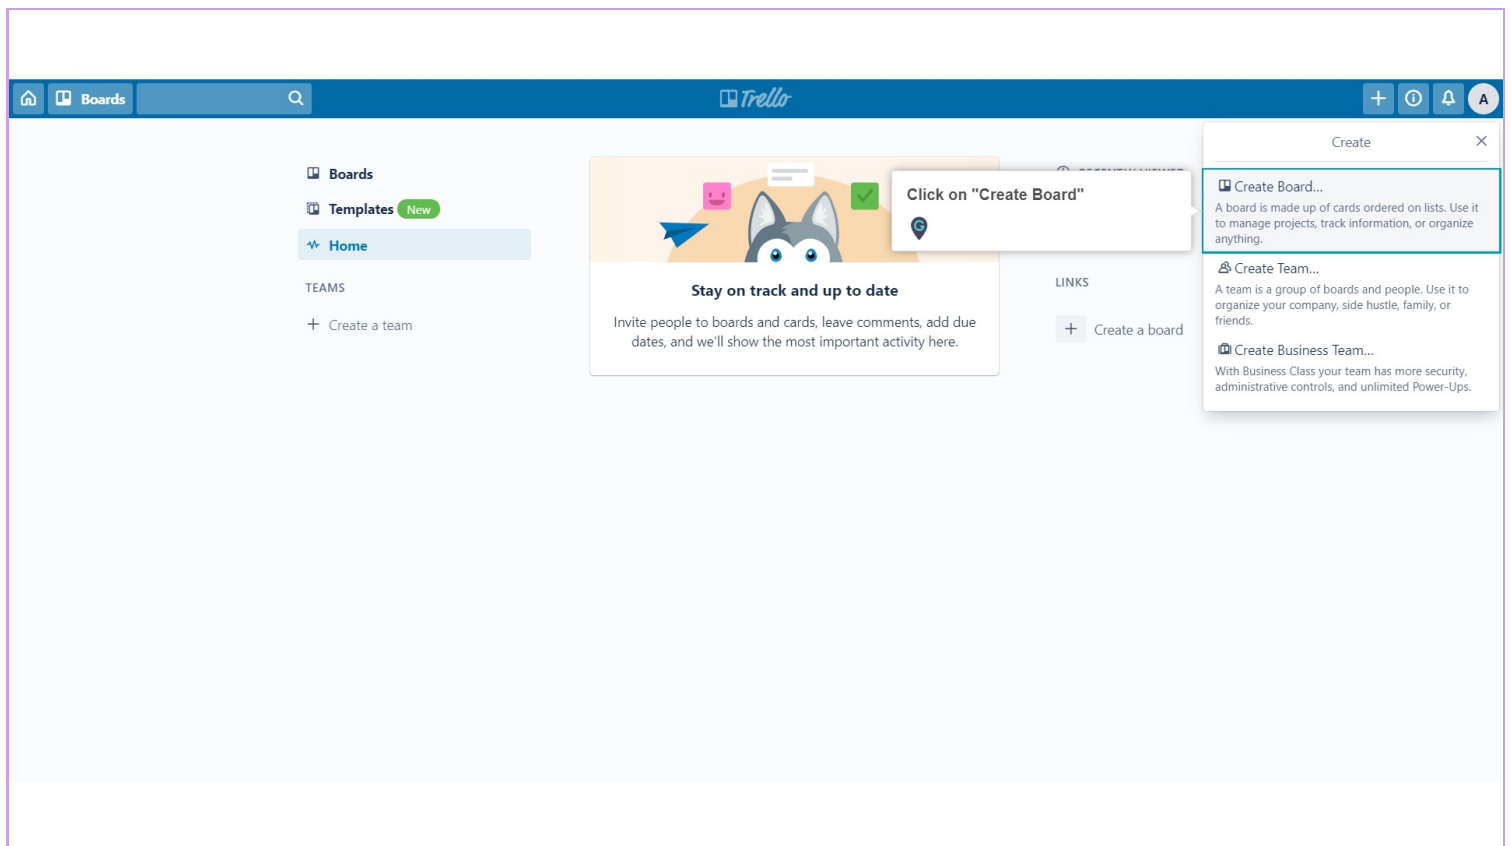 Boards
Trello
A
Boards
Templates New
Home
TEAMS
+ Create a team
Stay on track and up to date
Invite people to boards and cards, leave comments, add due
dates, and we'll show the most important activity here.
RECENTLY VIEWED
Click on "Create Board"
LINKS
+ Create a board
Create
Create Board...
A board is made up of cards ordered on lists. Use it
to manage projects, track information, or organize
anything.
Create Team...
A team is a group of boards and people. Use it to
organize your company, side hustle, family, or
friends.
Create Business Team...
With Business Class your team has more security,
administrative controls, and unlimited Power-Ups.